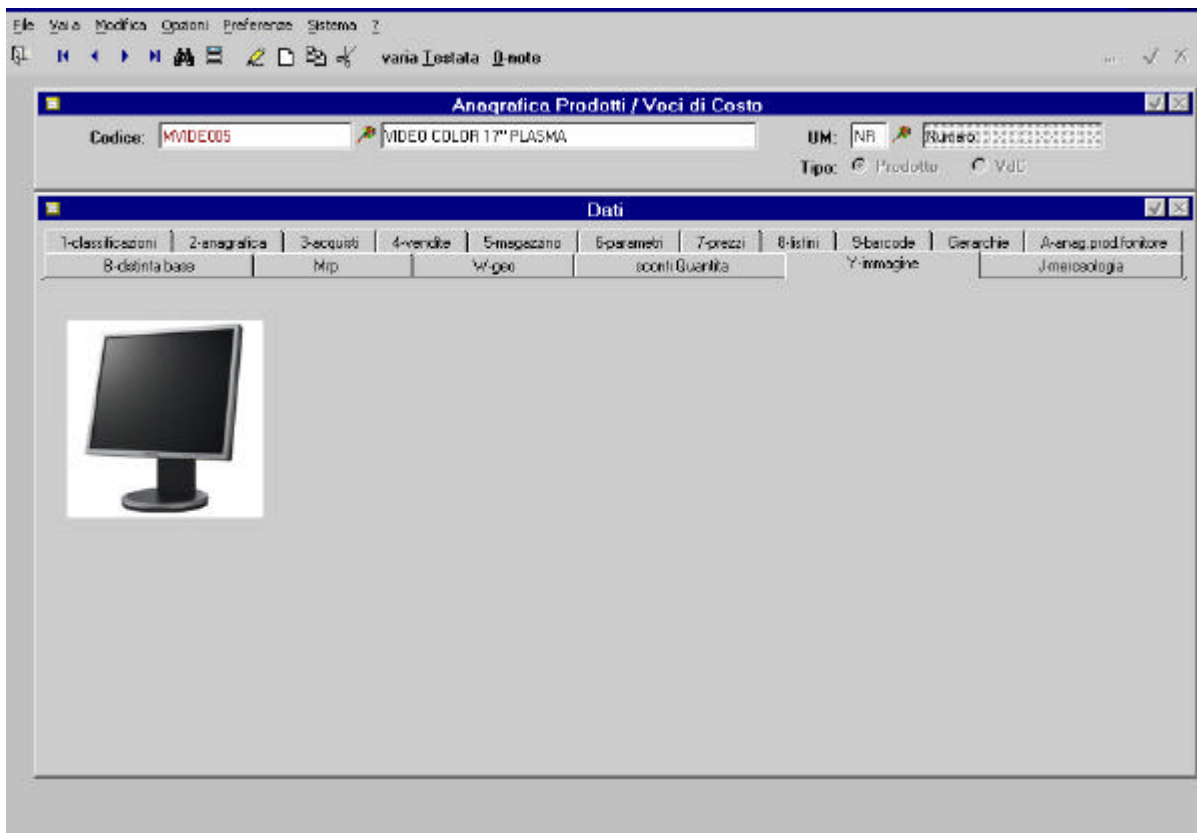 File Vai a Modifica Opzioni Preferenze Sistema ?
varia Testata 0-note ...
Anagrafica Prodotti / Voci di Costo
Codice: MVIDEO05 VIDEO COLOR 17" PLASMA UM: NR Numero
Tipo: Prodotto VdC
Dati
1-classificazioni 2-anagrafica 3-acquisti 4-vendite 5-magazzino 6-parametri 7-prezzi 8-listini 9-barcode Gerarchie A-anag.prod.fornitore
B-distinta base Mrp W-geo sconti Quantita Y-immagine J-merceologia